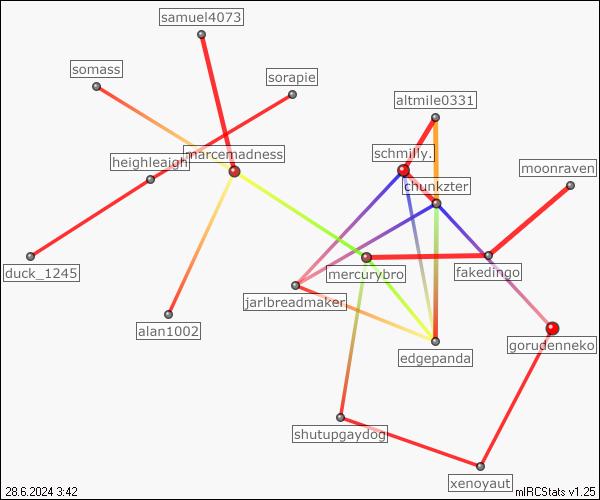 samuel4073
somass
sorapie
altmile0331
marcemadness
schmilly.
heighleajgh
moonraven
chunkzter
duck_1245
mercurybro
fakedingo
jarlbreadmaker
alan1002
gorudenneko
edgepanda
shutupgaydog
xenoyaut
28.6.2024 3:42
mIRCStats v1.25